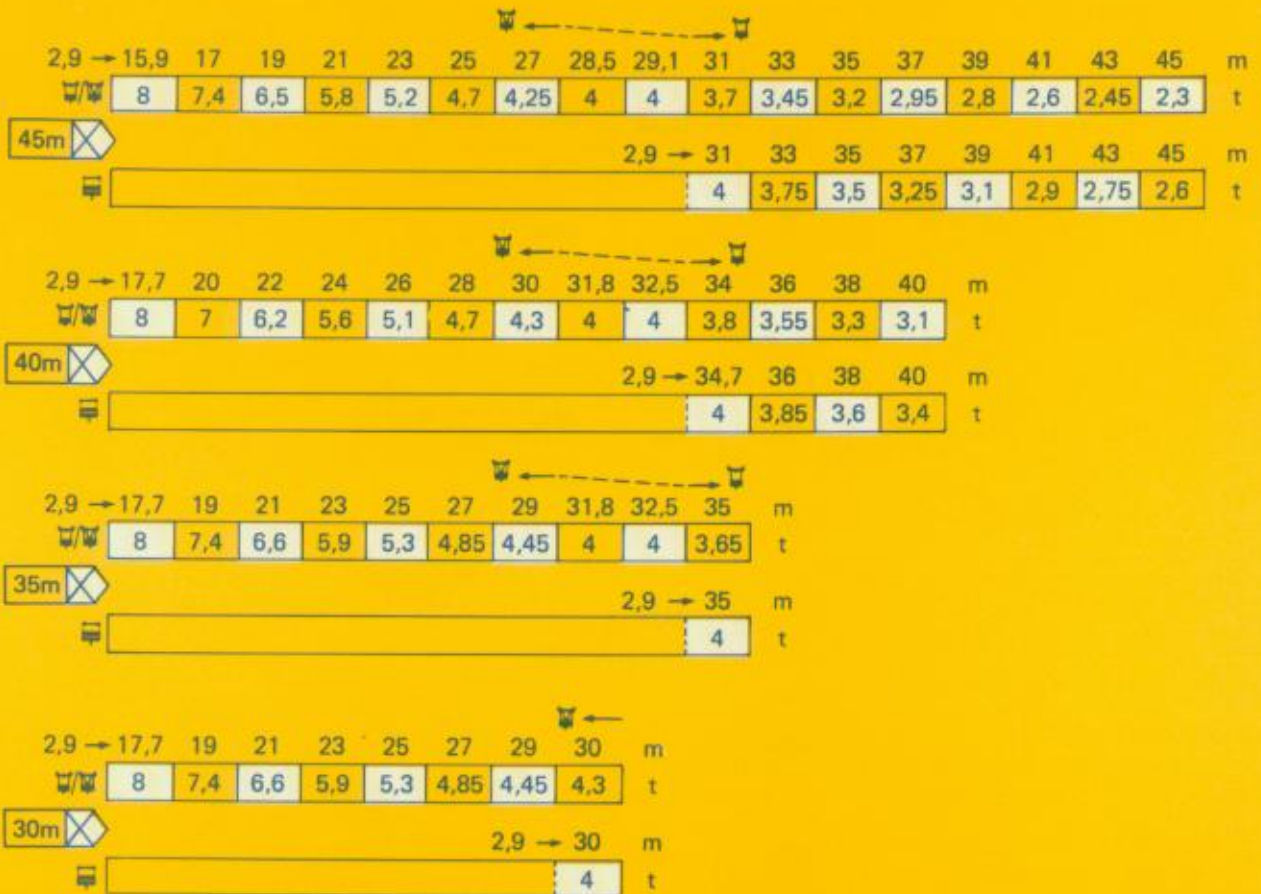 2,9 → 15,9 17 19 21 23 25 27 28,5 29,1 31 33 35 37 39 41 43 45 m
8 7,4 6,5 5,8 5,2 4,7 4,25 4 4 3,7 3,45 3,2 2,95 2,8 2,6 2,45 2,3 t
45m
2,9 → 31 33 35 37 39 41 43 45 m
4 3,75 3,5 3,25 3,1 2,9 2,75 2,6 t
2,9 → 17,7 20 22 24 26 28 30 31,8 32,5 34 36 38 40 m
8 7 6,2 5,6 5,1 4,7 4,3 4 4 3,8 3,55 3,3 3,1 t
40m
2,9 → 34,7 36 38 40 m
4 3,85 3,6 3,4 t
2,9 → 17,7 19 21 23 25 27 29 31,8 32,5 35 m
8 7,4 6,6 5,9 5,3 4,85 4,45 4 4 3,65 t
35m
2,9 → 35 m
4 t
2,9 → 17,7 19 21 23 25 27 29 30 m
8 7,4 6,6 5,9 5,3 4,85 4,45 4,3 t
30m
2,9 → 30 m
4 t